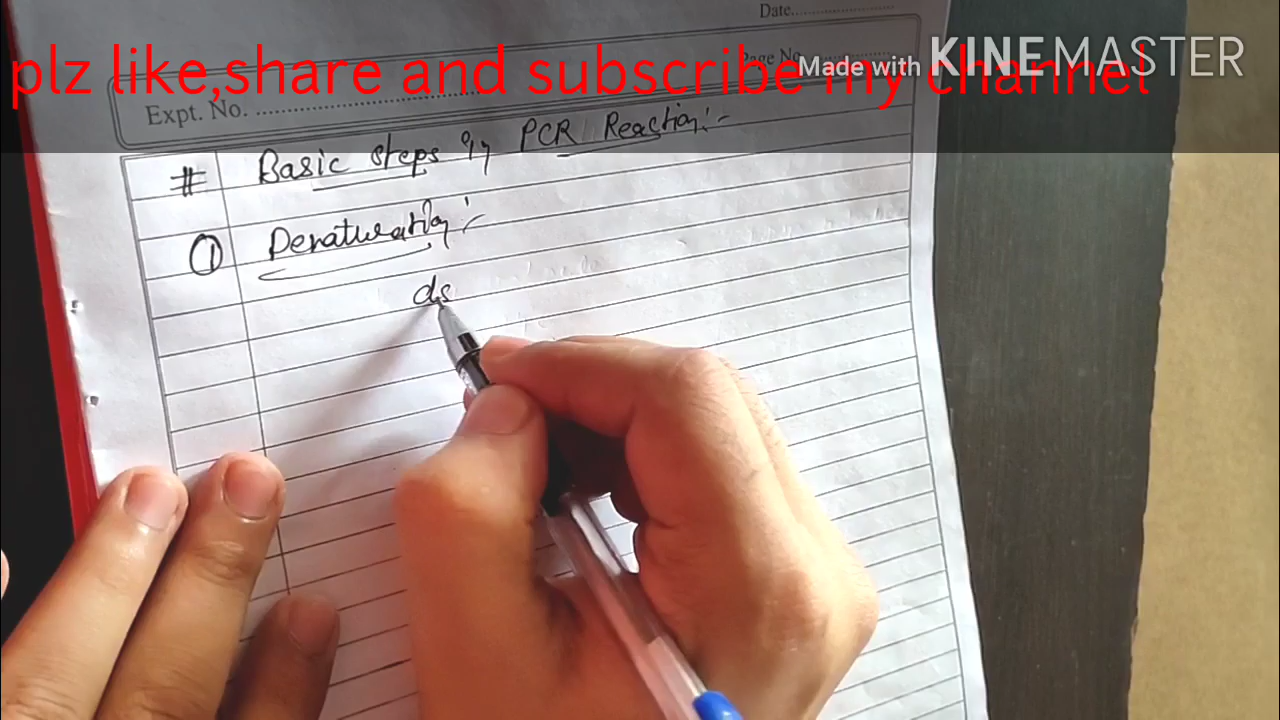 Date
plz like,share and subscribe my channel
Made with KINEMASTER
Page No.
Expt. No.
# Basic steps in PCR Reaction:-
① Denaturation:-
ds